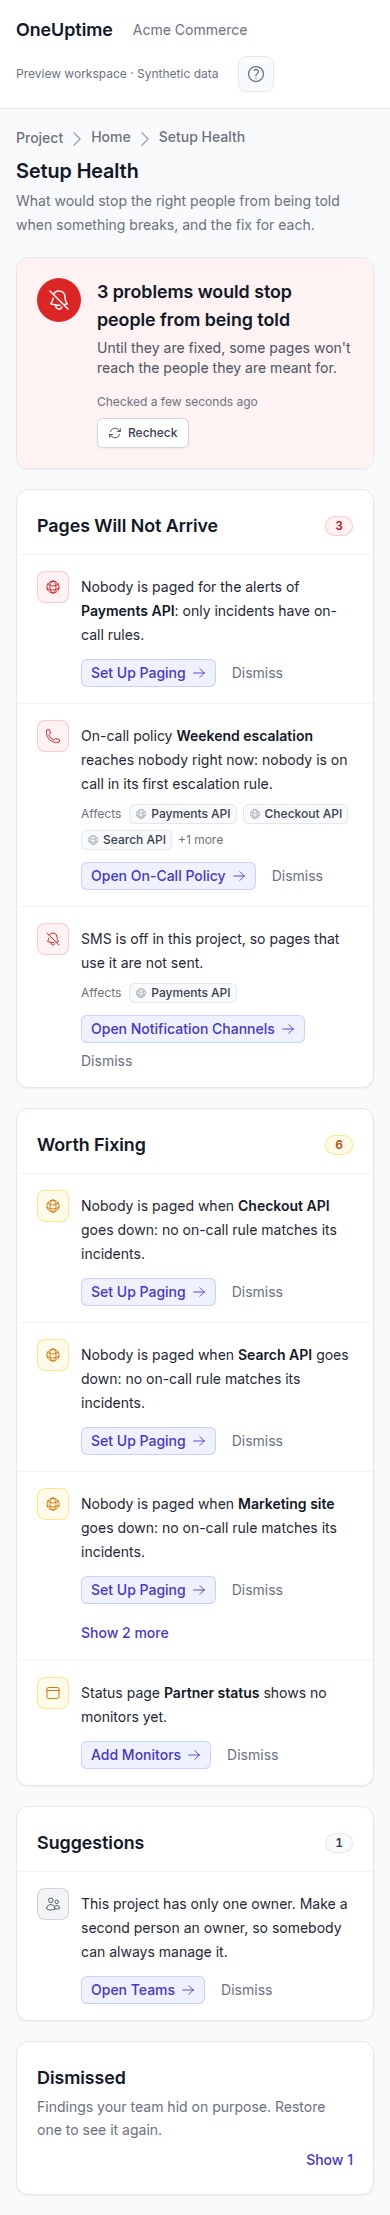 OneUptime Acme Commerce
Preview workspace · Synthetic data
Project Home Setup Health
Setup Health
What would stop the right people from being told
when something breaks, and the fix for each.
3 problems would stop
people from being told
Until they are fixed, some pages won't
reach the people they are meant for.
Checked a few seconds ago
Recheck
Pages Will Not Arrive 3
Nobody is paged for the alerts of
Payments API: only incidents have on-
call rules.
Set Up Paging → Dismiss
On-call policy Weekend escalation
reaches nobody right now: nobody is on
call in its first escalation rule.
Affects Payments API Checkout API
Search API +1 more
Open On-Call Policy → Dismiss
SMS is off in this project, so pages that
use it are not sent.
Affects Payments API
Open Notification Channels →
Dismiss
Worth Fixing 6
Nobody is paged when Checkout API
goes down: no on-call rule matches its
incidents.
Set Up Paging → Dismiss
Nobody is paged when Search API goes
down: no on-call rule matches its
incidents.
Set Up Paging → Dismiss
Nobody is paged when Marketing site
goes down: no on-call rule matches its
incidents.
Set Up Paging → Dismiss
Show 2 more
Status page Partner status shows no
monitors yet.
Add Monitors → Dismiss
Suggestions 1
This project has only one owner. Make a
second person an owner, so somebody
can always manage it.
Open Teams → Dismiss
Dismissed
Findings your team hid on purpose. Restore
one to see it again.
Show 1